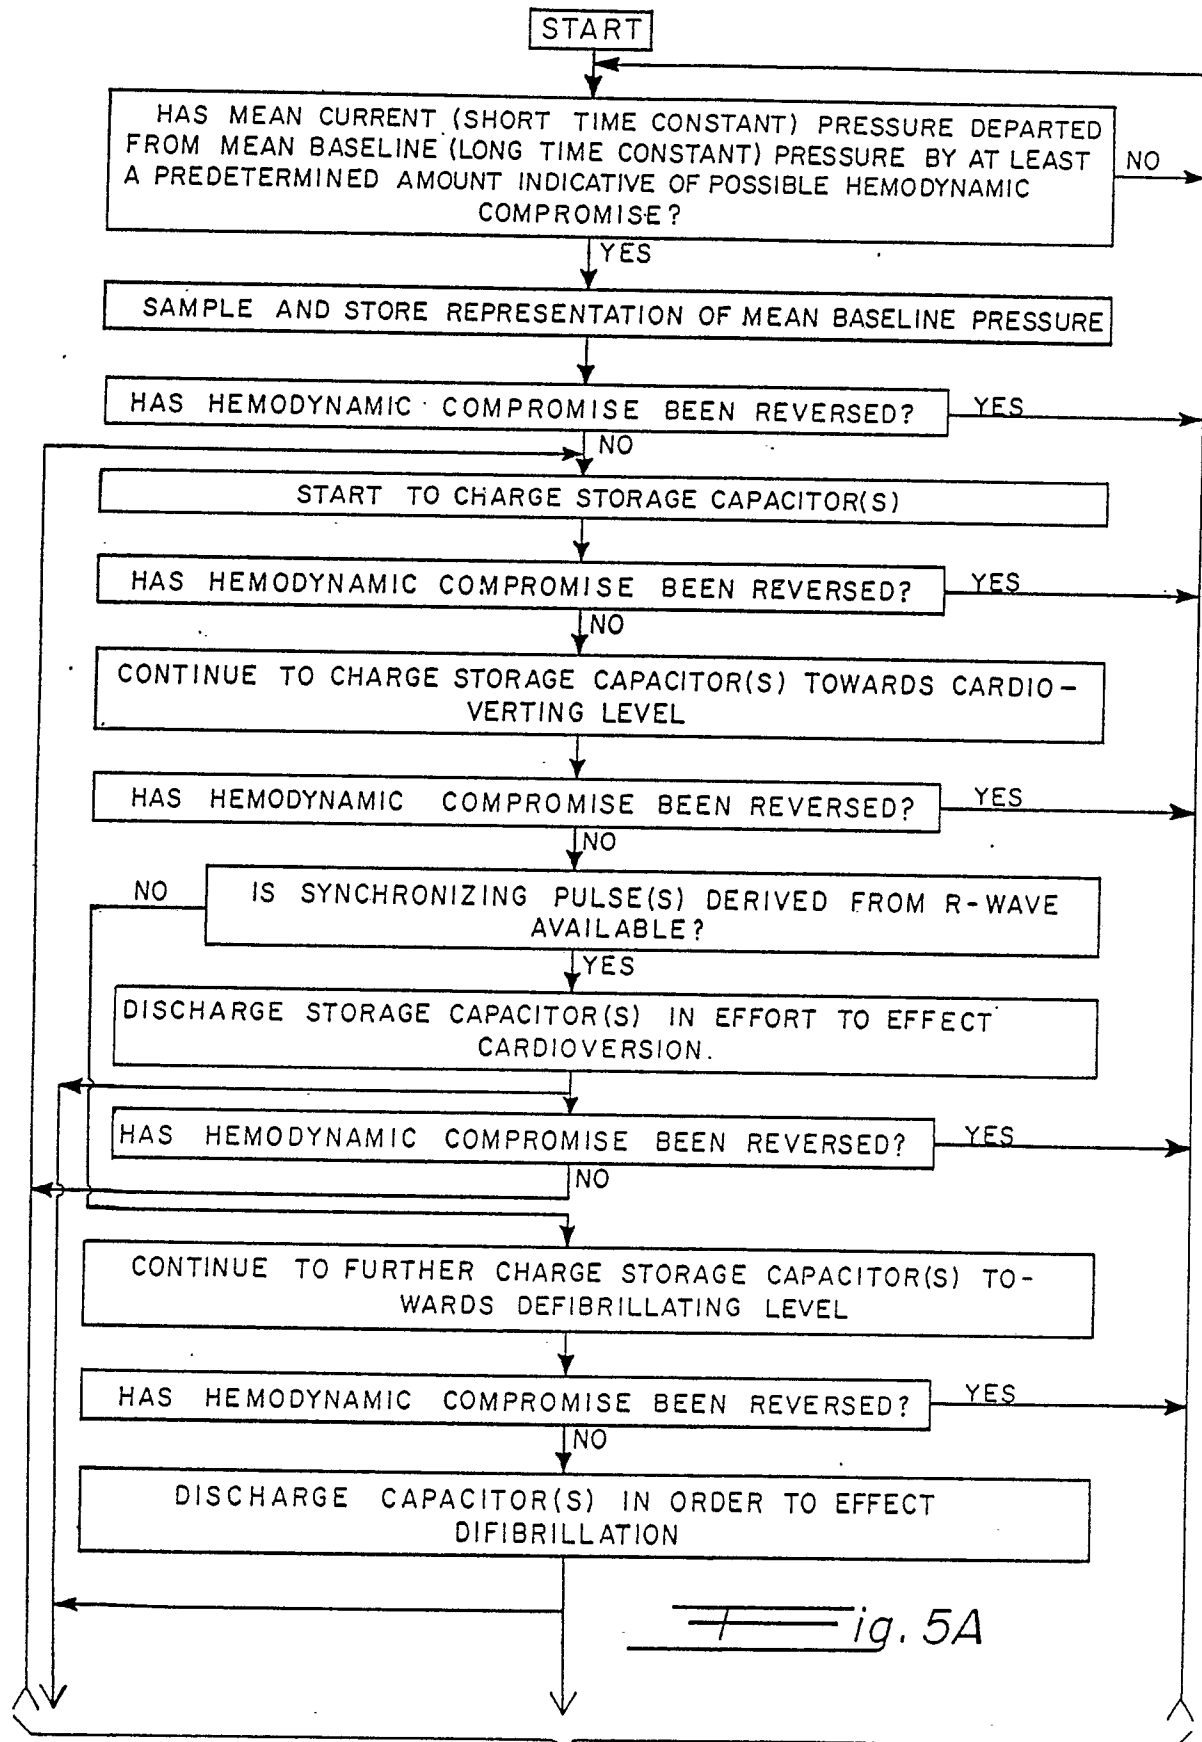 START
HAS MEAN CURRENT (SHORT TIME CONSTANT) PRESSURE DEPARTED
FROM MEAN BASELINE (LONG TIME CONSTANT) PRESSURE BY AT LEAST
A PREDETERMINED AMOUNT INDICATIVE OF POSSIBLE HEMODYNAMIC
COMPROMISE?
NO
YES
SAMPLE AND STORE REPRESENTATION OF MEAN BASELINE PRESSURE
HAS HEMODYNAMIC COMPROMISE BEEN REVERSED?
YES
NO
START TO CHARGE STORAGE CAPACITOR(S)
HAS HEMODYNAMIC COMPROMISE BEEN REVERSED?
YES
NO
CONTINUE TO CHARGE STORAGE CAPACITOR(S) TOWARDS CARDIO-
VERTING LEVEL
HAS HEMODYNAMIC COMPROMISE BEEN REVERSED?
YES
NO
NO
IS SYNCHRONIZING PULSE(S) DERIVED FROM R-WAVE
AVAILABLE?
YES
DISCHARGE STORAGE CAPACITOR(S) IN EFFORT TO EFFECT
CARDIOVERSION.
HAS HEMODYNAMIC COMPROMISE BEEN REVERSED?
YES
NO
CONTINUE TO FURTHER CHARGE STORAGE CAPACITOR(S) TO-
WARDS DEFIBRILLATING LEVEL
HAS HEMODYNAMIC COMPROMISE BEEN REVERSED?
YES
NO
DISCHARGE CAPACITOR(S) IN ORDER TO EFFECT
DIFIBRILLATION
Fig. 5A